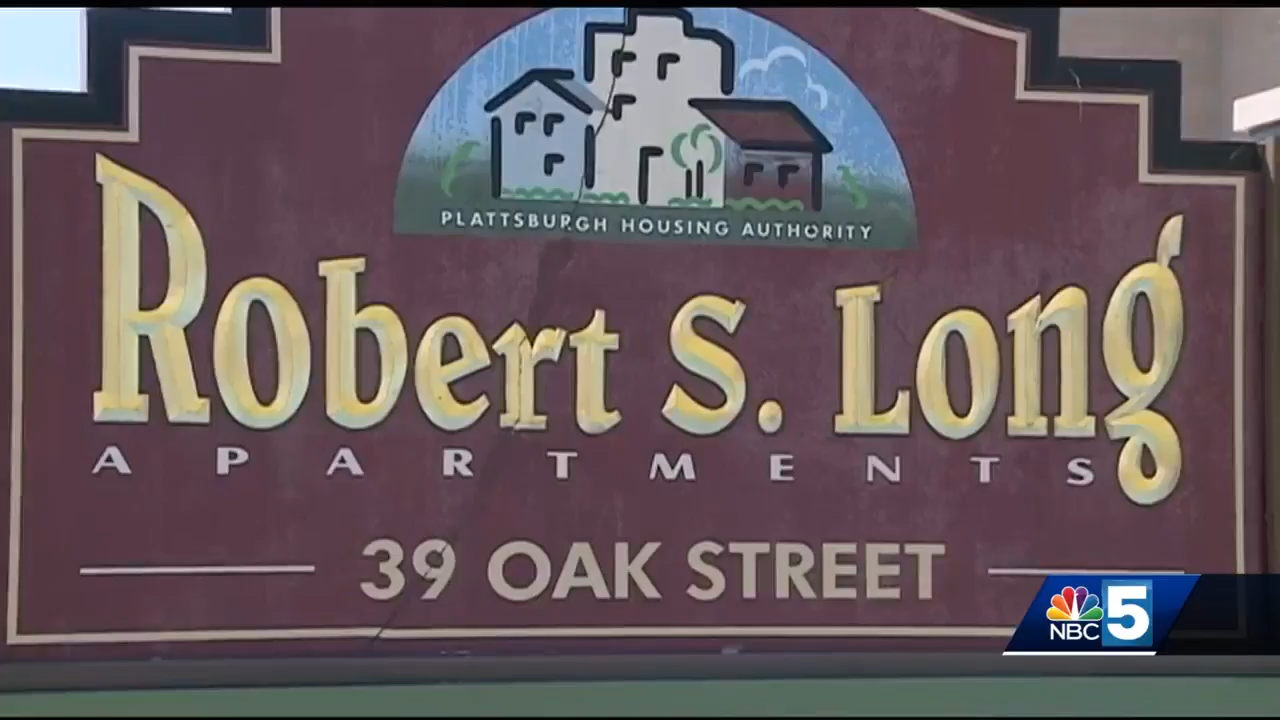 PLATTSBURGH HOUSING AUTHORITY
Robert S. Long
APARTMENTS
39 OAK STREET
NBC 5